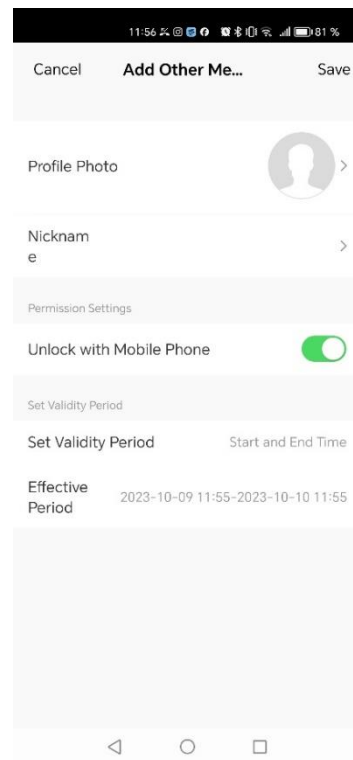 11:56 81 %
Cancel Add Other Me... Save
Profile Photo
Nicknam
e
Permission Settings
Unlock with Mobile Phone
Set Validity Period
Set Validity Period Start and End Time
Effective
Period 2023-10-09 11:55-2023-10-10 11:55